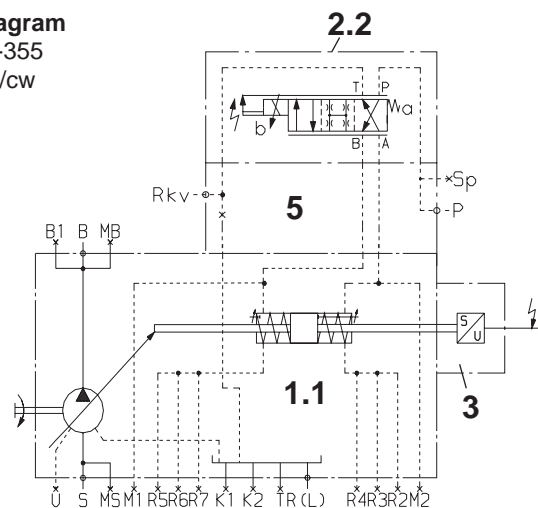 agram
-355
/cw
2.2
T P
b
a
B A
Sp
Rkv
5
P
B1 B MB
S
U
1.1
3
U S MS M1 R5 R6 R7 K1 K2 T R(L) R4 R3 R2 M2